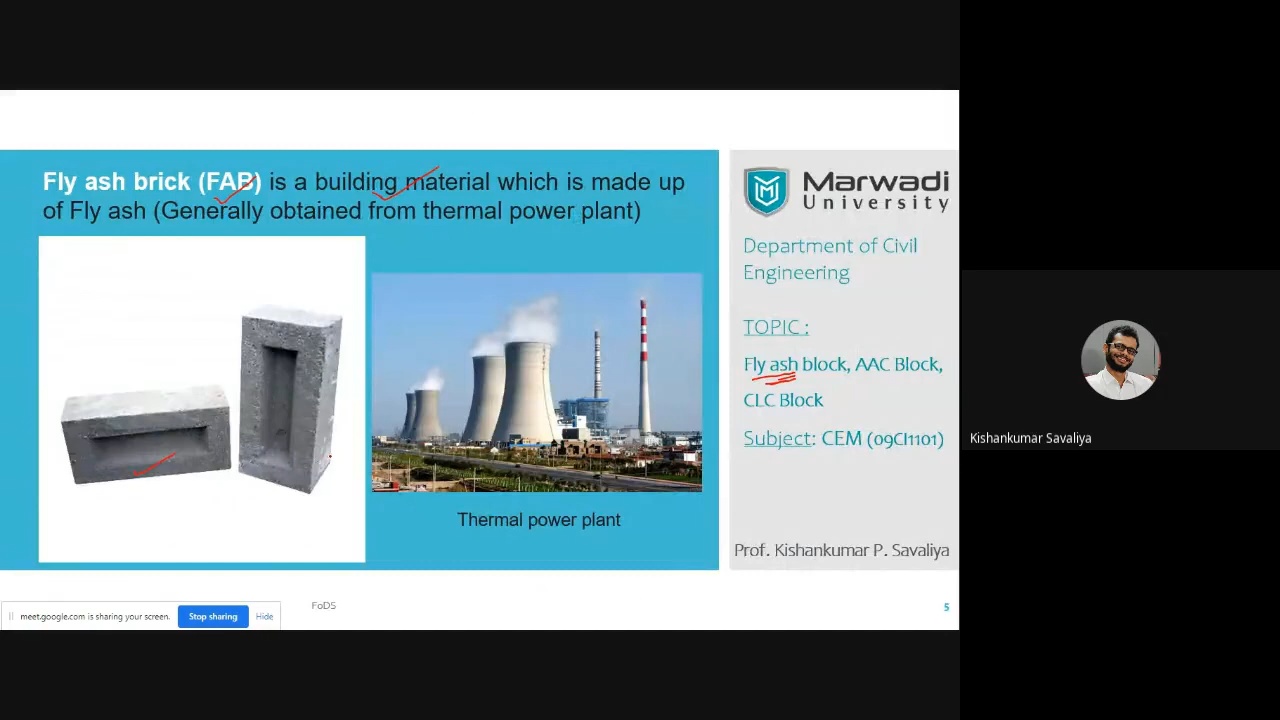 Fly ash brick (FAB) is a building material which is made up
of Fly ash (Generally obtained from thermal power plant)
Thermal power plant
Marwadi
University
Department of Civil
Engineering
TOPIC :
Fly ash block, AAC Block,
CLC Block
Subject: CEM (09CI1101)
Prof. Kishankumar P. Savaliya
meet.google.com is sharing your screen.
Stop sharing
Hide
FoDS
5
Kishankumar Savaliya